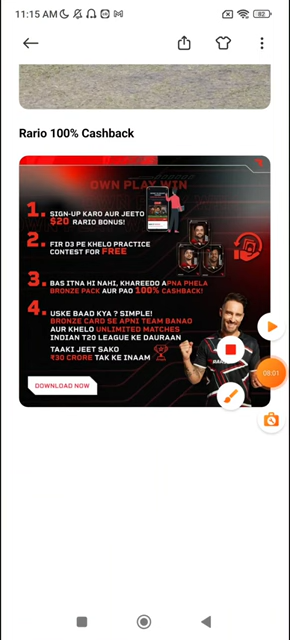 11:15 AM
82
Rario 100% Cashback
OWN PLAY WIN
1. SIGN-UP KARO AUR JEETO
$20 RARIO BONUS!
2. FIR D3 PE KHELO PRACTICE
CONTEST FOR FREE
3. BAS ITNA HI NAHI, KHAREEDO APNA PHELA
BRONZE PACK AUR PAO 100% CASHBACK!
4. USKE BAAD KYA ? SIMPLE!
BRONZE CARD SE APNI TEAM BANAO
AUR KHELO UNLIMITED MATCHES
INDIAN T20 LEAGUE KE DAURAAN
TAAKI JEET SAKO
₹30 CRORE TAK KE INAAM
DOWNLOAD NOW
08:01